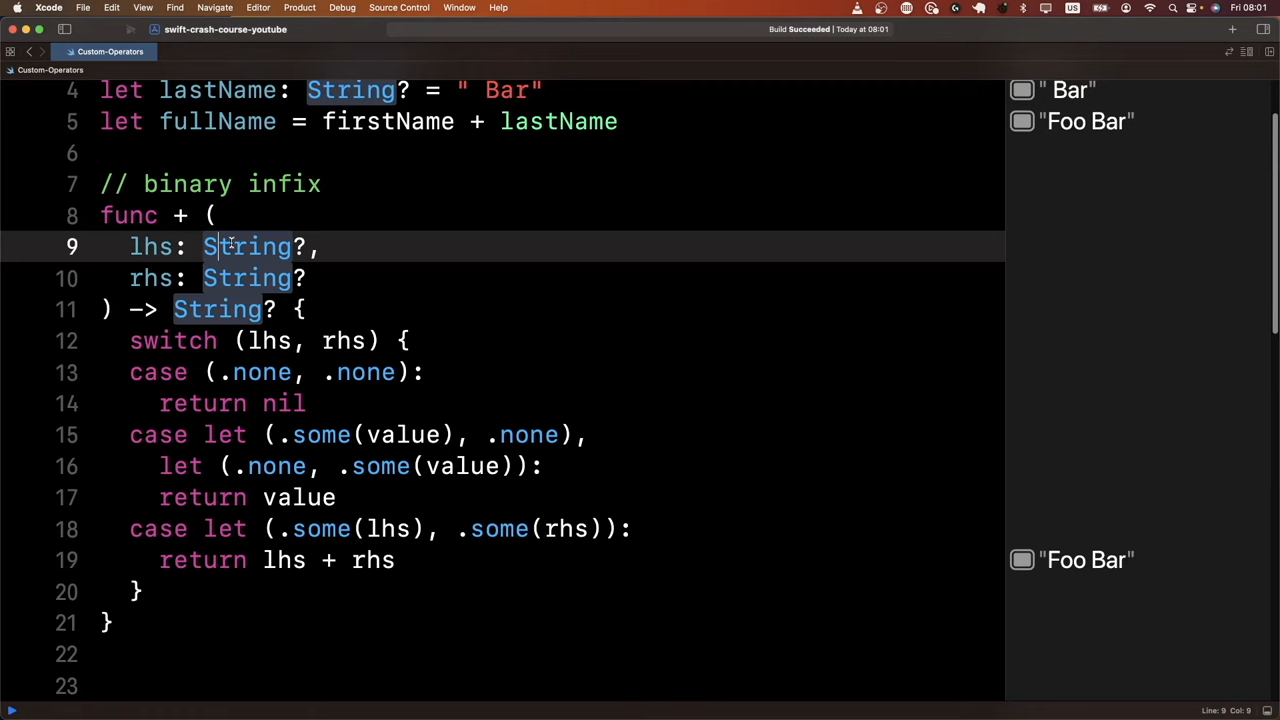 Xcode File Edit View Find Navigate Editor Product Debug Source Control Window Help Fri 08:01
swift-crash-course-youtube Build Succeeded | Today at 08:01
Custom-Operators
Custom-Operators
4 let lastName: String? = " Bar" " Bar"
5 let fullName = firstName + lastName "Foo Bar"
6
7 // binary infix
8 func + (
9 lhs: String?,
10 rhs: String?
11 ) -> String? {
12 switch (lhs, rhs) {
13 case (.none, .none):
14 return nil
15 case let (.some(value), .none),
16 let (.none, .some(value)):
17 return value
18 case let (.some(lhs), .some(rhs)):
19 return lhs + rhs "Foo Bar"
20 }
21 }
22
23
Line: 9 Col: 9